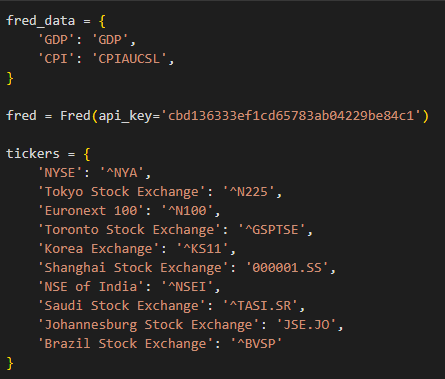 fred_data = {
    'GDP': 'GDP',
    'CPI': 'CPIAUCSL',
}
fred = Fred(api_key='cbd136333ef1cd65783ab04229be84c1')
tickers = {
    'NYSE': '^NYA',
    'Tokyo Stock Exchange': '^N225',
    'Euronext 100': '^N100',
    'Toronto Stock Exchange': '^GSPTSE',
    'Korea Exchange': '^KS11',
    'Shanghai Stock Exchange': '000001.SS',
    'NSE of India': '^NSEI',
    'Saudi Stock Exchange': '^TASI.SR',
    'Johannesburg Stock Exchange': 'JSE.JO',
    'Brazil Stock Exchange': '^BVSP'
}